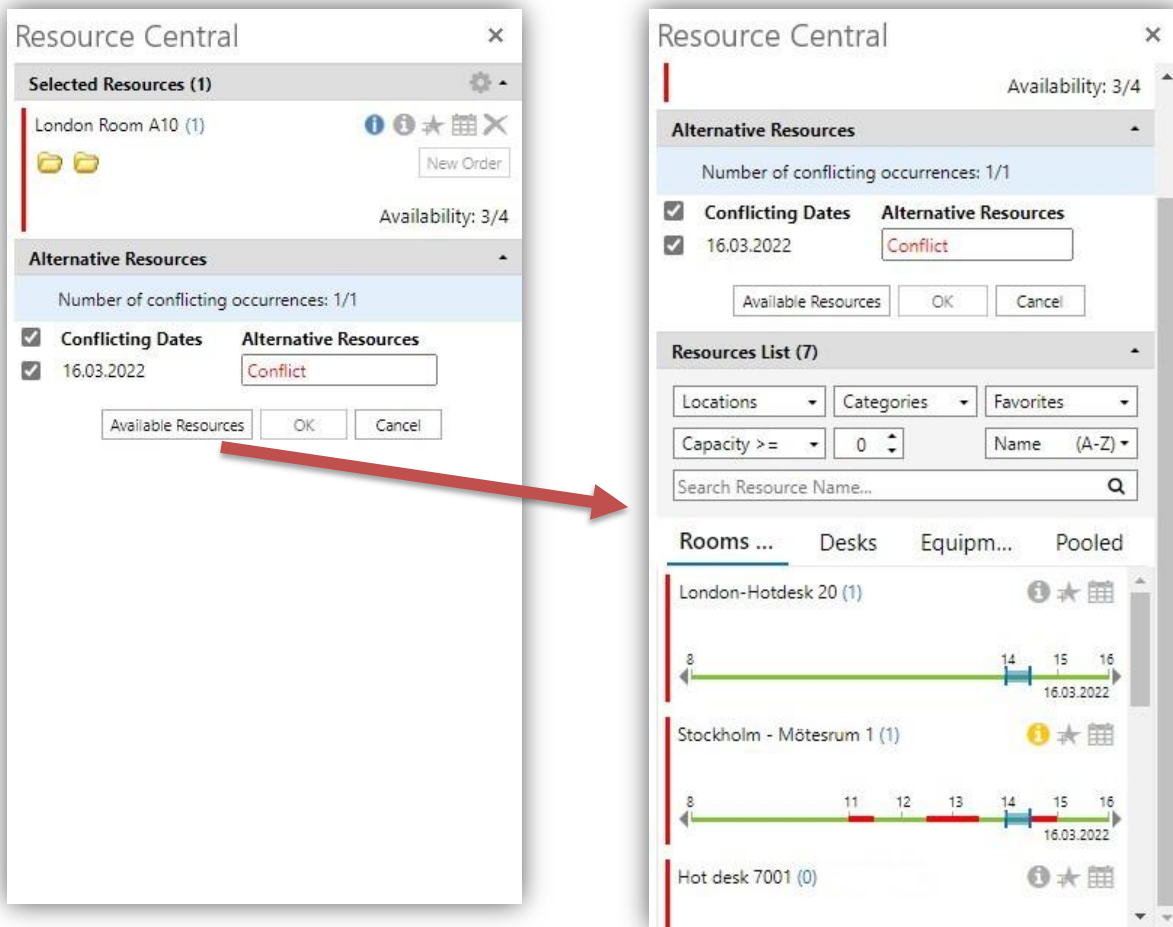 Resource Central
Selected Resources (1)
London Room A10 (1)
New Order
Availability: 3/4
Alternative Resources
Number of conflicting occurrences: 1/1
Conflicting Dates Alternative Resources
16.03.2022 Conflict
Available Resources OK Cancel
Resource Central
Availability: 3/4
Alternative Resources
Number of conflicting occurrences: 1/1
Conflicting Dates Alternative Resources
16.03.2022 Conflict
Available Resources OK Cancel
Resources List (7)
Locations Categories Favorites
Capacity >= 0 Name (A-Z)
Search Resource Name...
Rooms ... Desks Equipm... Pooled
London-Hotdesk 20 (1)
8 14 15 16
16.03.2022
Stockholm - Mötesrum 1 (1)
8 11 12 13 14 15 16
16.03.2022
Hot desk 7001 (0)